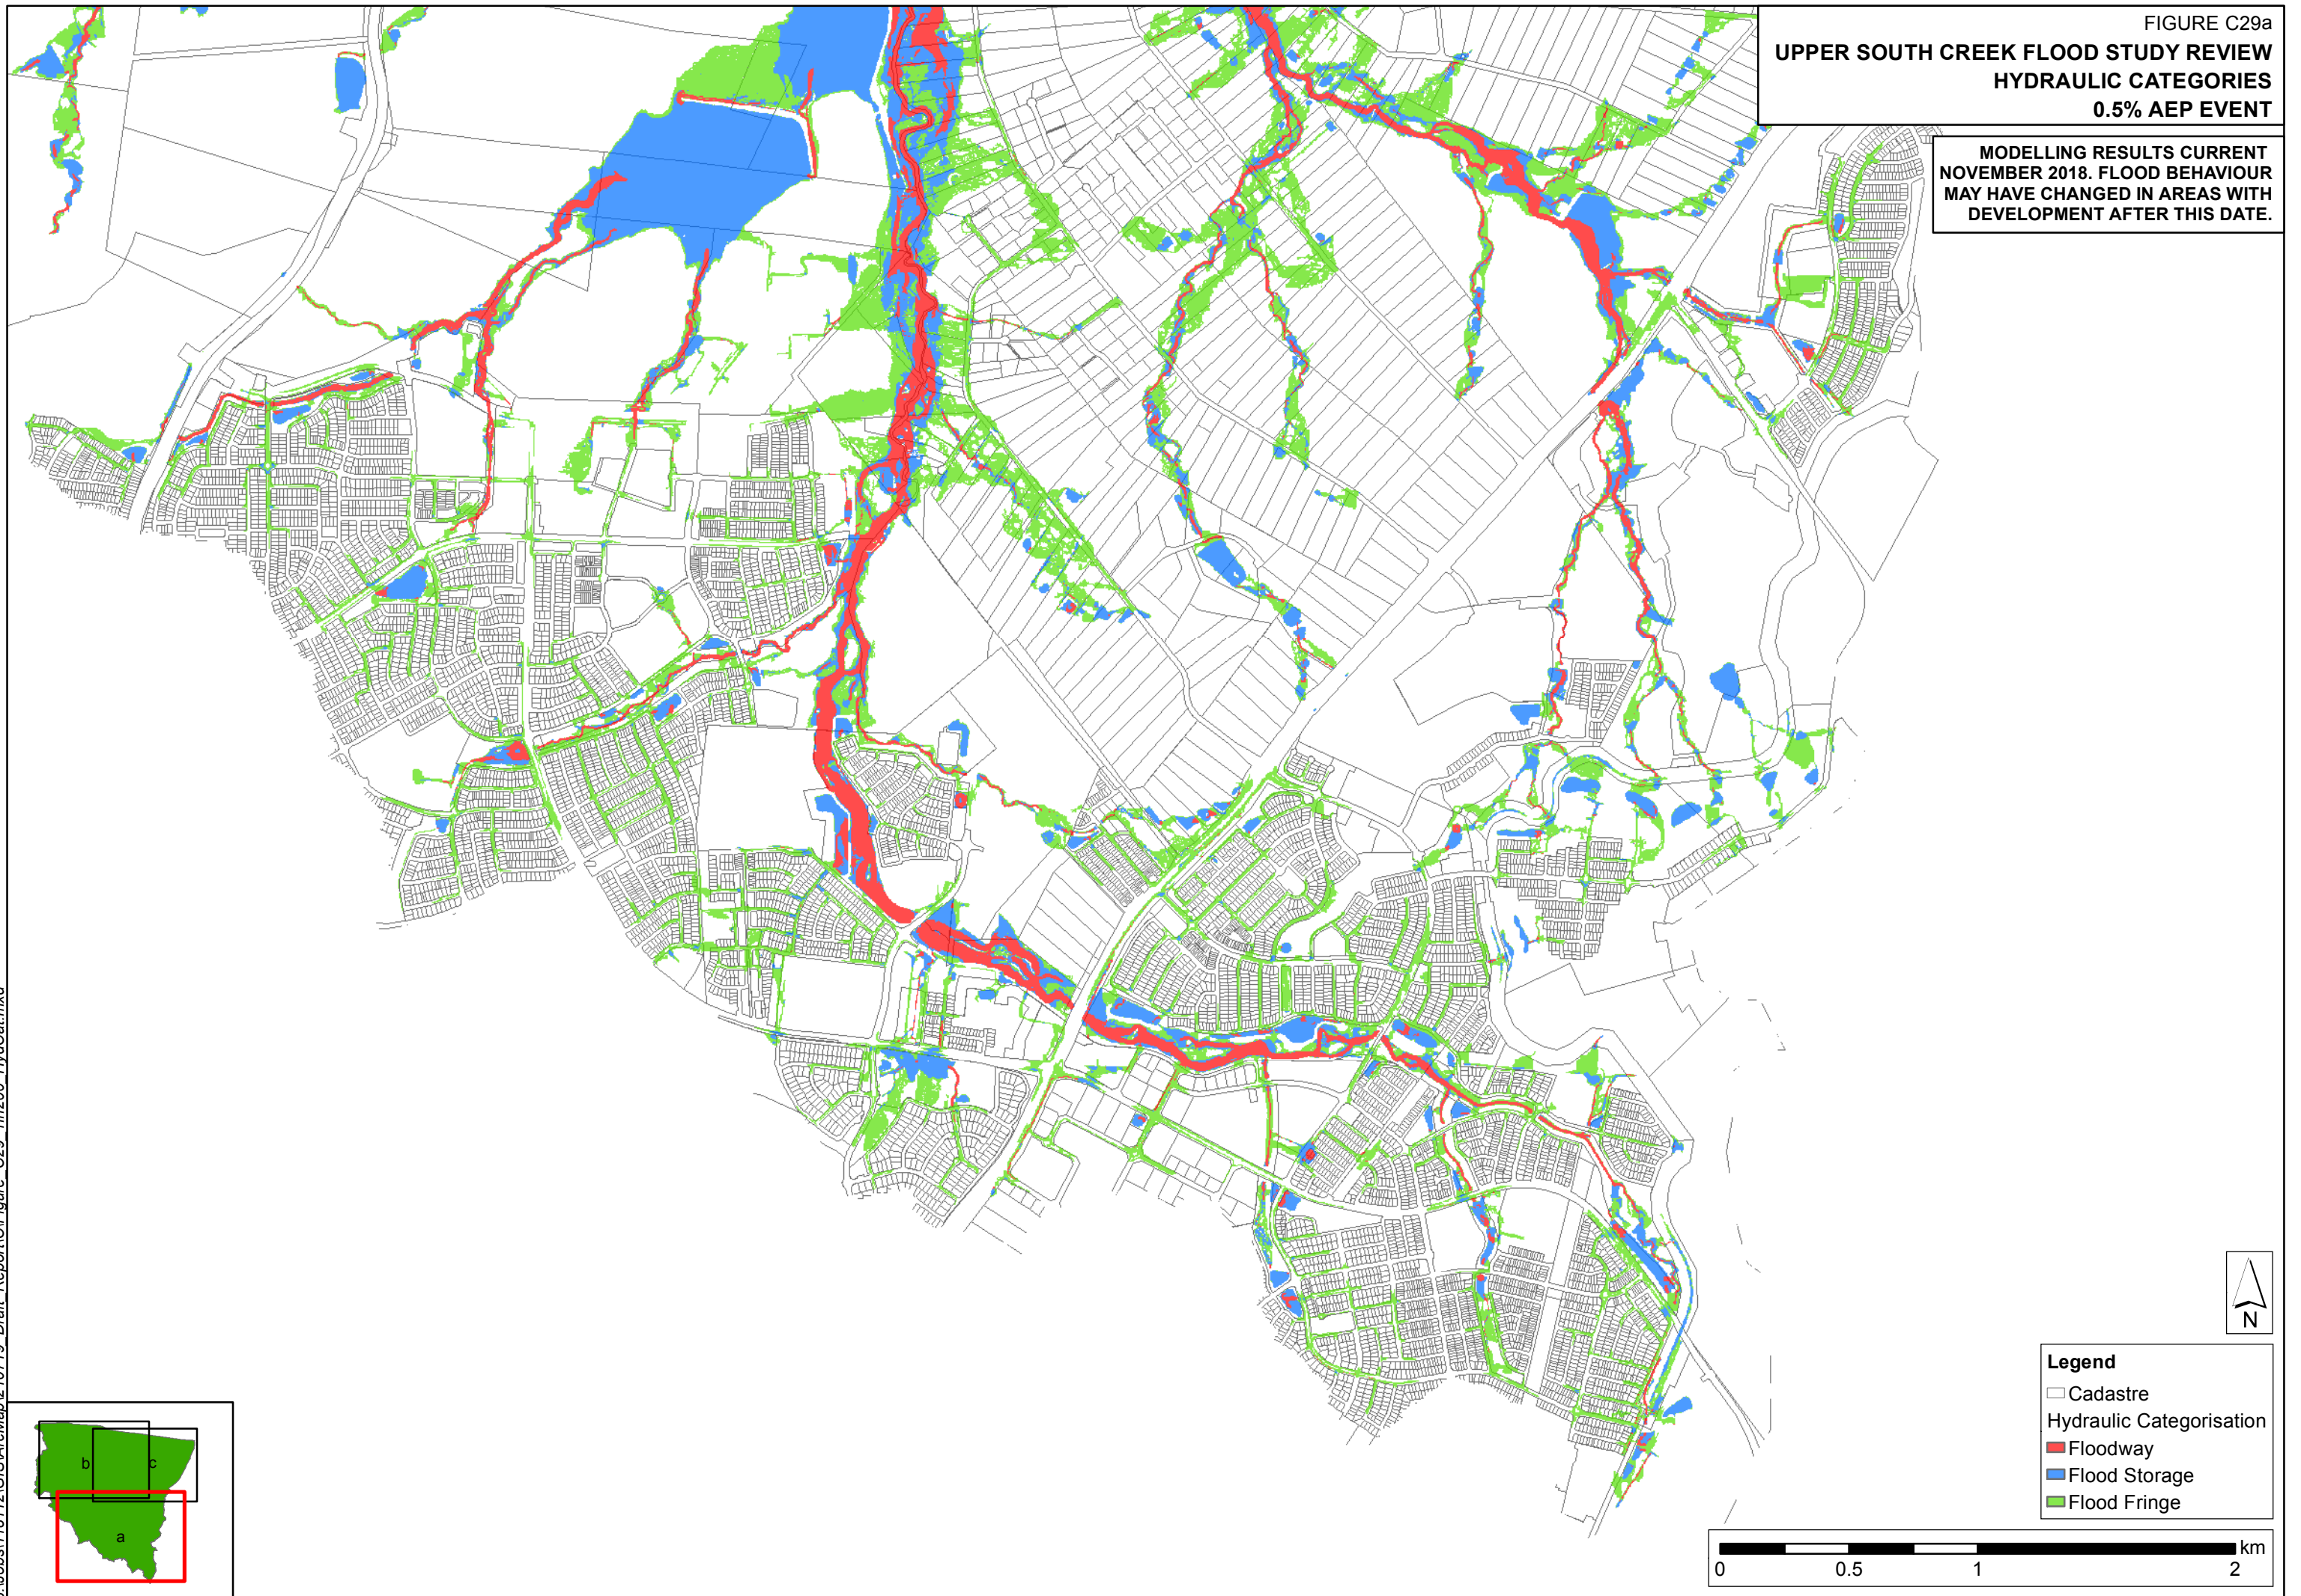 FIGURE C29a
UPPER SOUTH CREEK FLOOD STUDY REVIEW
HYDRAULIC CATEGORIES
0.5% AEP EVENT
MODELLING RESULTS CURRENT
NOVEMBER 2018. FLOOD BEHAVIOUR
MAY HAVE CHANGED IN AREAS WITH
DEVELOPMENT AFTER THIS DATE.
N
Legend
Cadastre
Hydraulic Categorisation
Floodway
Flood Storage
Flood Fringe
km
0 0.5 1 2
b c
a